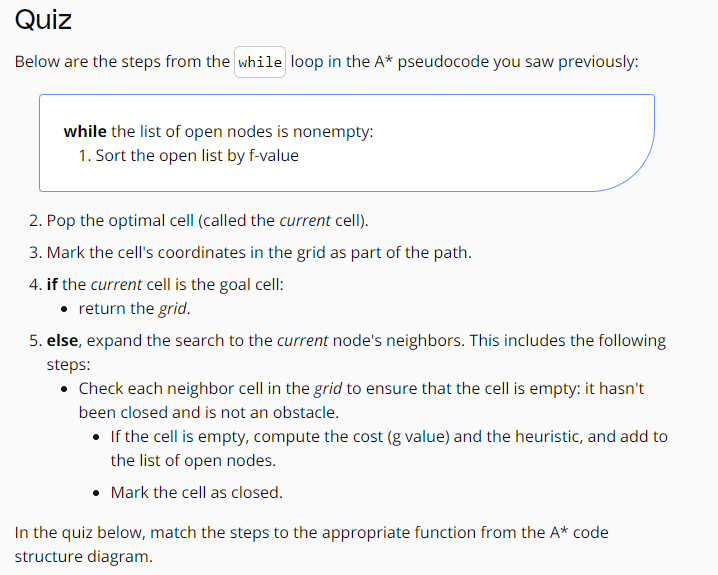 Quiz
Below are the steps from the while loop in the A* pseudocode you saw previously:
while the list of open nodes is nonempty:
1. Sort the open list by f-value
2. Pop the optimal cell (called the current cell).
3. Mark the cell's coordinates in the grid as part of the path.
4. if the current cell is the goal cell:
• return the grid.
5. else, expand the search to the current node's neighbors. This includes the following
steps:
• Check each neighbor cell in the grid to ensure that the cell is empty: it hasn't
been closed and is not an obstacle.
• If the cell is empty, compute the cost (g value) and the heuristic, and add to
the list of open nodes.
• Mark the cell as closed.
In the quiz below, match the steps to the appropriate function from the A* code
structure diagram.